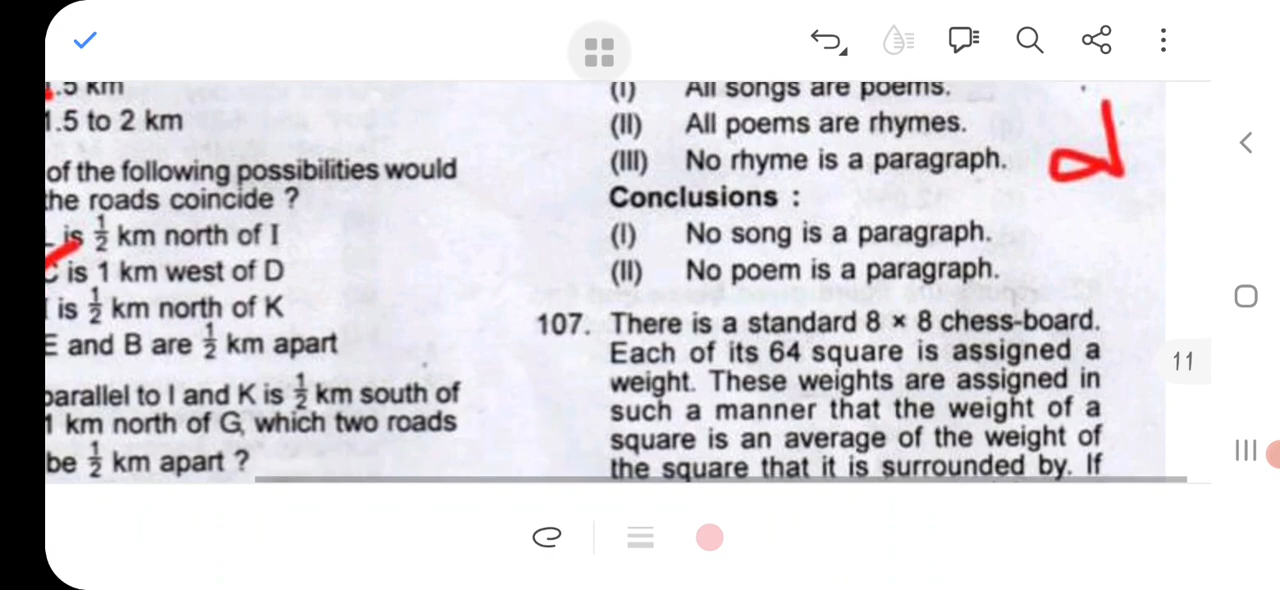 1.5 km
1.5 to 2 km
of the following possibilities would
the roads coincide ?
is 1/2 km north of I
C is 1 km west of D
I is 1/2 km north of K
E and B are 1/2 km apart
parallel to I and K is 1/2 km south of
1 km north of G, which two roads
be 1/2 km apart ?
(I) All songs are poems.
(II) All poems are rhymes.
(III) No rhyme is a paragraph.
d
Conclusions :
(I) No song is a paragraph.
(II) No poem is a paragraph.
107. There is a standard 8 × 8 chess-board.
Each of its 64 square is assigned a
weight. These weights are assigned in
such a manner that the weight of a
square is an average of the weight of
the square that it is surrounded by. If
11